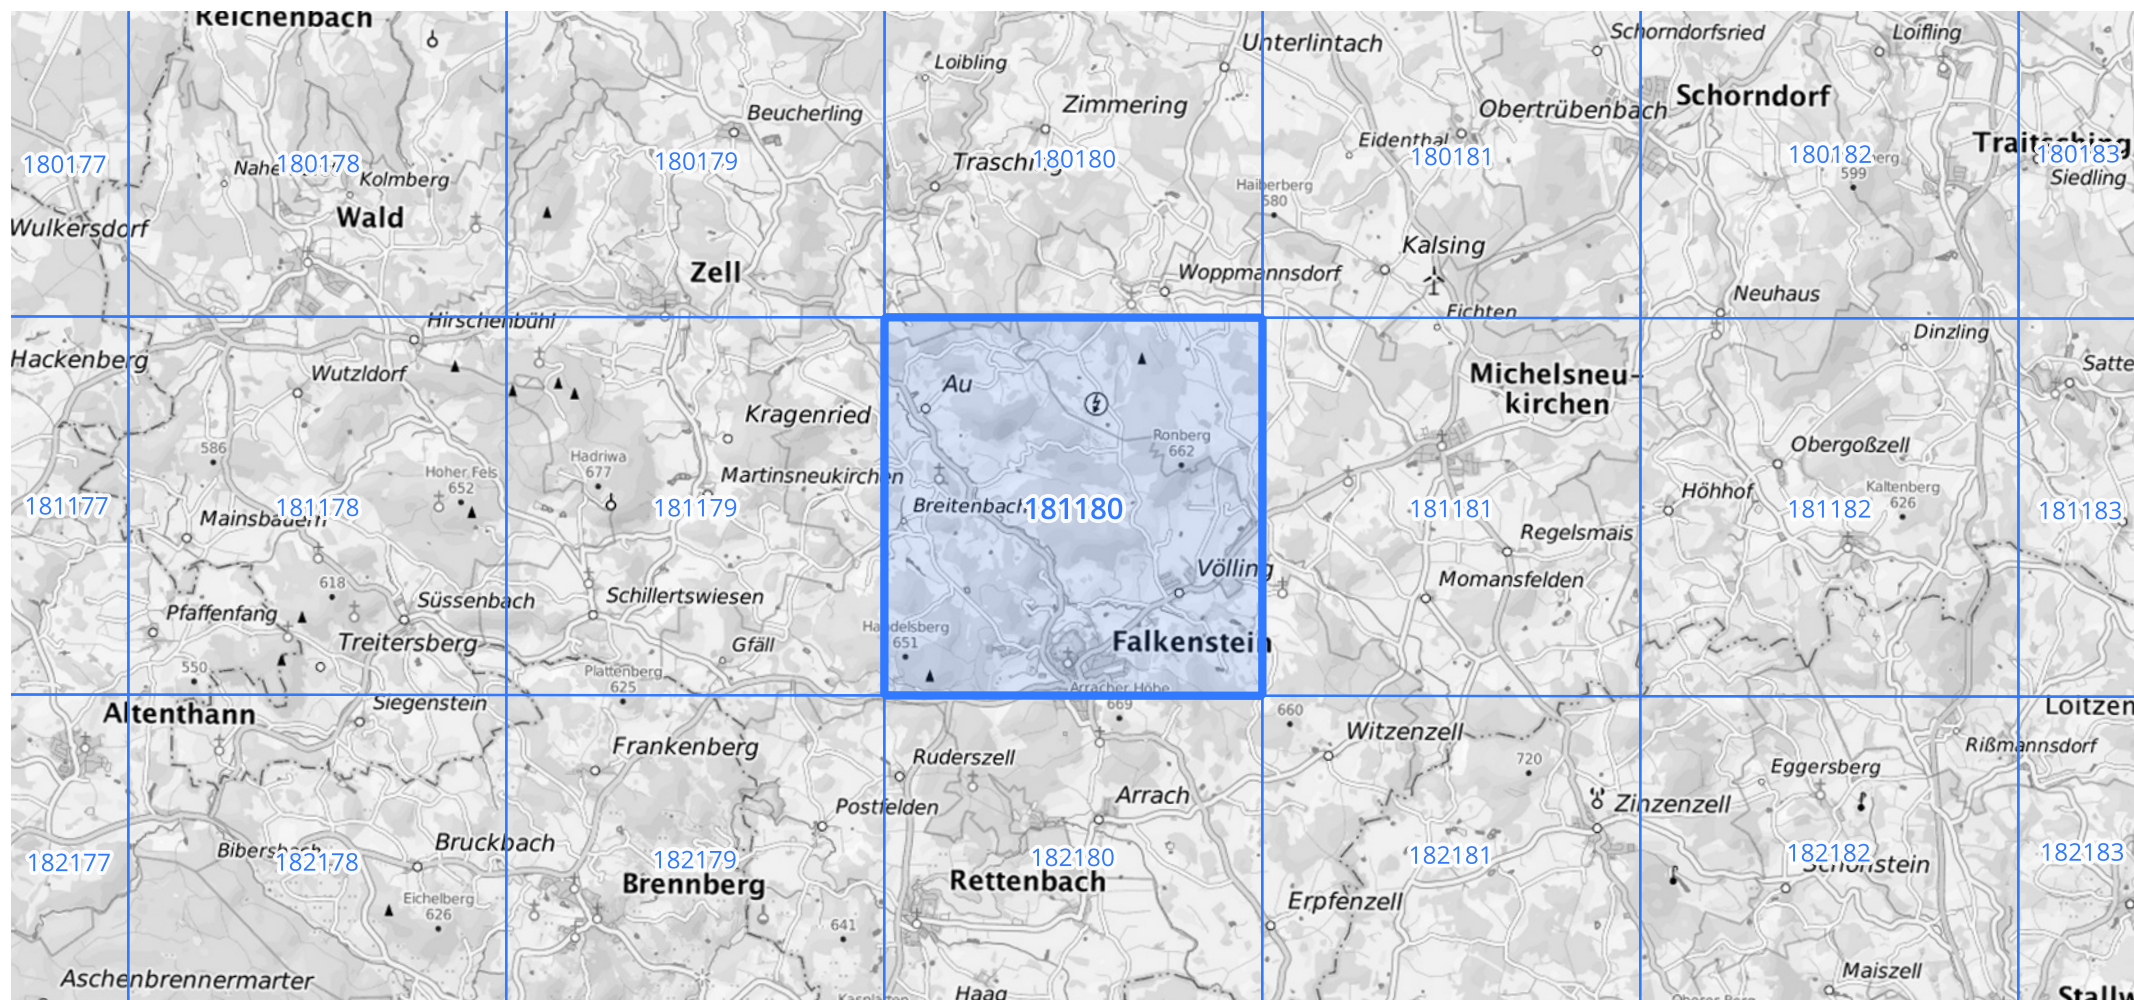 Reichenbach
Loibling
Unterlintach
Schorndorfsried
Loifling
Beucherling
Zimmering
Obertrübenbach
Schorndorf
Eidenthal
180177
180178
Kolmberg
180179
180180
180181
180182
599
180183
Siedling
Wulkersdorf
Wald
Haiberberg
580
Kalsing
Zell
Woppmannsdorf
Neuhaus
Fichten
Hirschenbühl
Dinzling
Hackenberg
Wutzldorf
Au
Michelsneu-
kirchen
Kragenried
586
Hoher Fels
652
Hadriwa
677
Martinsneukirchen
Ronberg
662
Obergoßzell
Höhhof
Kaltenberg
626
181177
181178
Mainsbauern
181179
Breitenbach
181180
181181
181182
181183
Regelsmais
Völling
618
Momansfelden
Pfaffenfang
Süssenbach
Schillertswiesen
Treitersberg
Gfäll
651
Falkenstein
550
Plattenberg
625
Arracher Höhe
669
Altenthann
Siegenstein
660
Witzenzell
Rißmannsdorf
Frankenberg
Ruderszell
720
Eggersberg
Postfelden
Arrach
Zinzenzell
Bruckbach
182177
182178
182179
182180
182181
182182
182183
Schönstein
Brennberg
Rettenbach
Eichelberg
626
641
Erpfenzell
Aschenbrennermarter
Haag
Maiszell